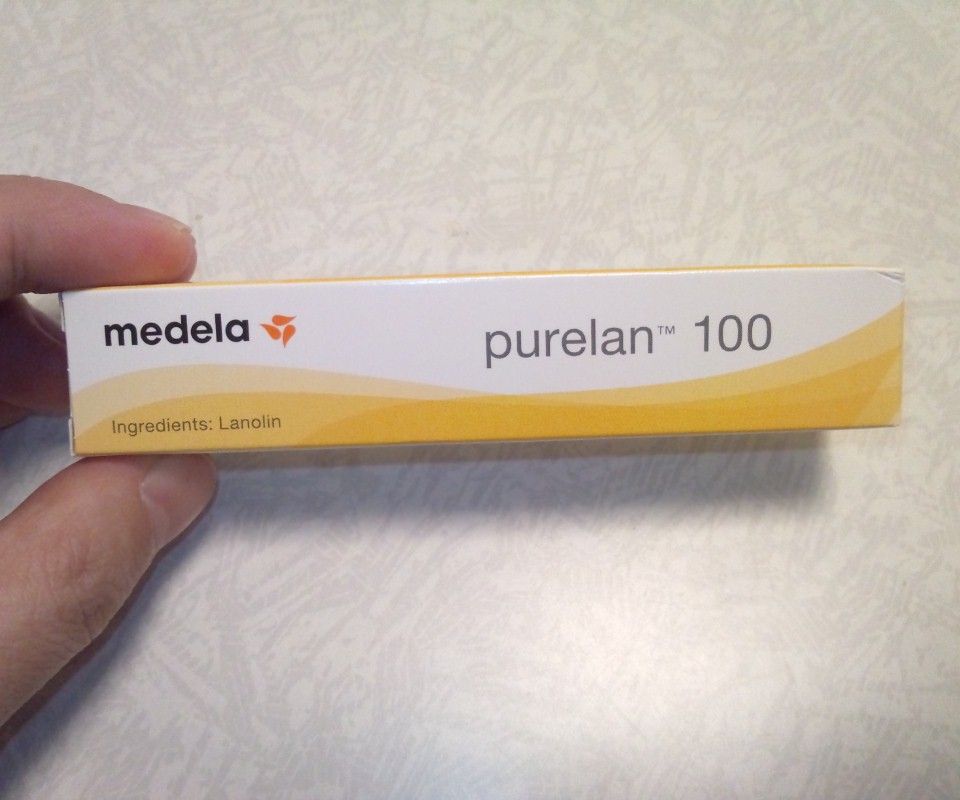 medela
purelan™ 100
Ingredients: Lanolin